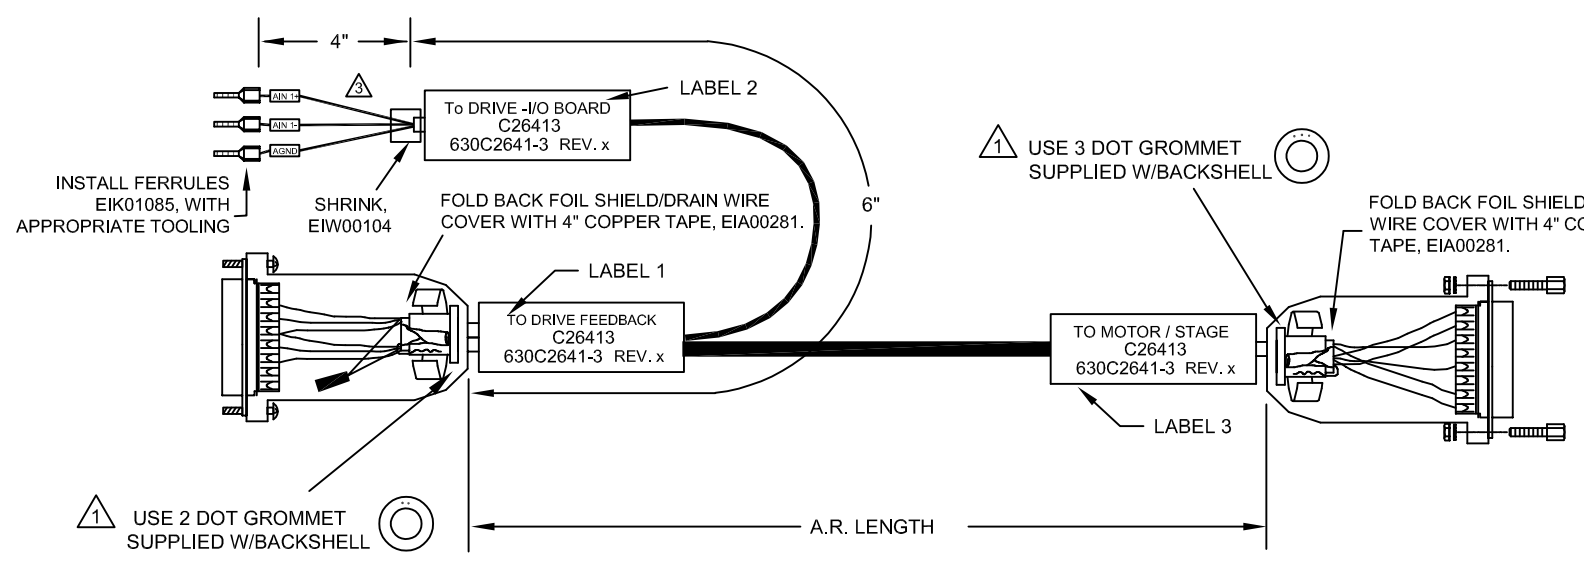 4"
3
AIN 1+
AIN 1-
AGND
To DRIVE -I/O BOARD
C26413
630C2641-3 REV. x
LABEL 2
INSTALL FERRULES
EIK01085, WITH
APPROPRIATE TOOLING
SHRINK,
EIW00104
FOLD BACK FOIL SHIELD/DRAIN WIRE
COVER WITH 4" COPPER TAPE, EIA00281.
6"
1 USE 3 DOT GROMMET
SUPPLIED W/BACKSHELL
FOLD BACK FOIL SHIELD
WIRE COVER WITH 4" CO
TAPE, EIA00281.
LABEL 1
TO DRIVE FEEDBACK
C26413
630C2641-3 REV. x
TO MOTOR / STAGE
C26413
630C2641-3 REV. x
LABEL 3
1 USE 2 DOT GROMMET
SUPPLIED W/BACKSHELL
A.R. LENGTH